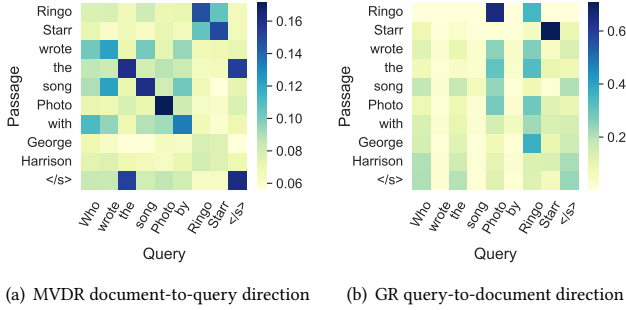 Ringo
Starr
wrote
the
song
Photo
with
George
Harrison
</s>
Passage
Who
wrote
the
song
Photo
by
Ringo
Starr
</s>
Query
0.16
0.14
0.12
0.10
0.08
0.06
(a) MVDR document-to-query direction
Ringo
Starr
wrote
the
song
Photo
with
George
Harrison
</s>
Passage
Who
wrote
the
song
Photo
by
Ringo
Starr
</s>
Query
0.6
0.4
0.2
(b) GR query-to-document direction